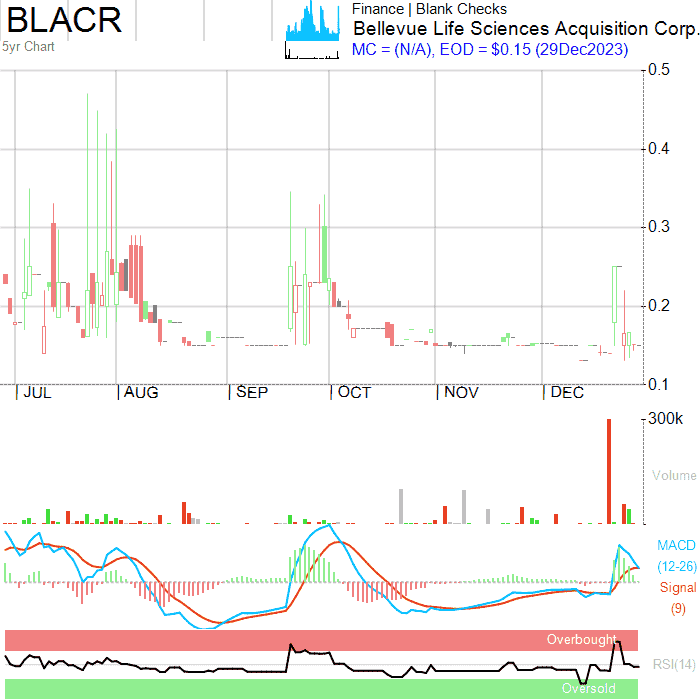 BLACR
5yr Chart
Finance | Blank Checks
Bellevue Life Sciences Acquisition Corp.
MC = (N/A), EOD = $0.15 (29Dec2023)
0.5
0.4
0.3
0.2
0.1
JUL
AUG
SEP
OCT
NOV
DEC
300k
Volume
MACD
(12-26)
Signal
(9)
Overbought
RSI(14)
Oversold